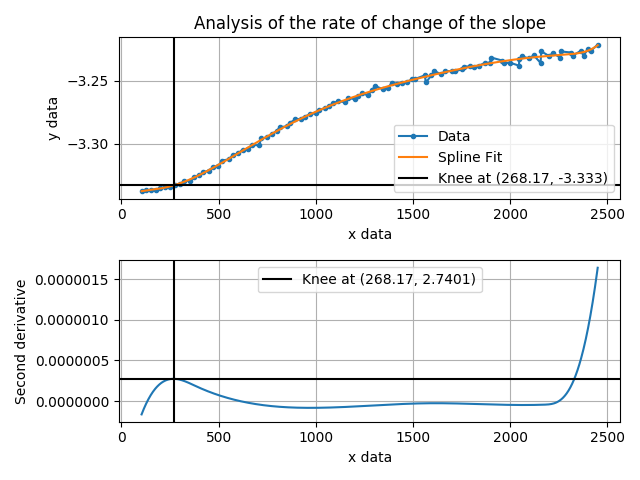 Analysis of the rate of change of the slope
y data
−3.25
−3.30
Data
Spline Fit
Knee at (268.17, -3.333)
0 500 1000 1500 2000 2500
x data
Second derivative
0.0000015
0.0000010
0.0000005
0.0000000
Knee at (268.17, 2.7401)
0 500 1000 1500 2000 2500
x data